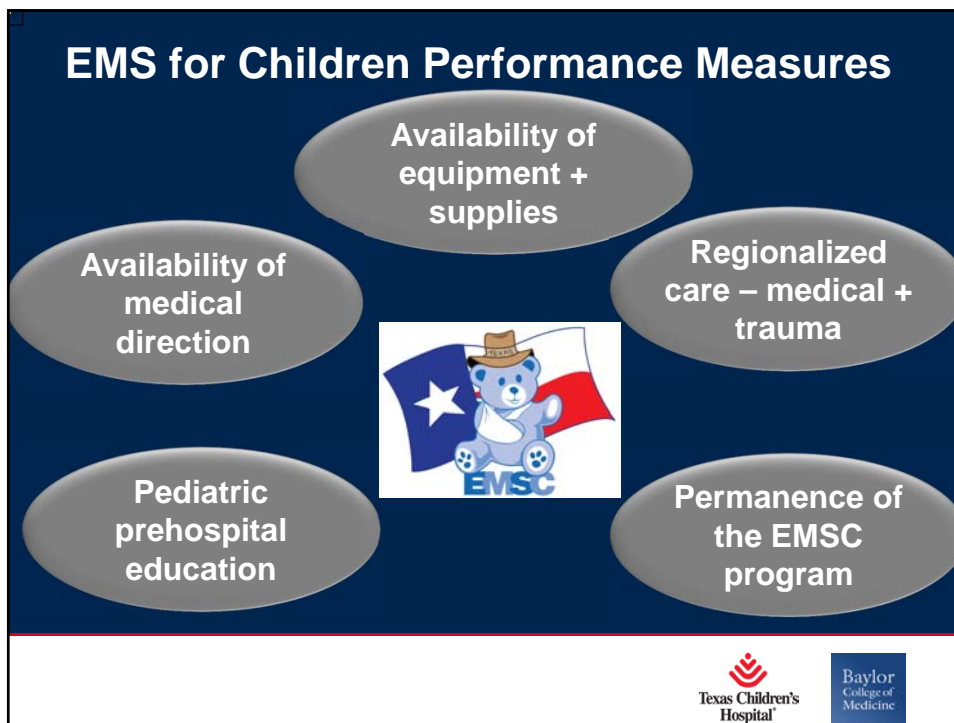 EMS for Children Performance Measures
Availability of
equipment +
supplies
Availability of
medical
direction
Regionalized
care – medical +
trauma
TEXAS
EMSC
Pediatric
prehospital
education
Permanence of
the EMSC
program
Texas Children's
Hospital®
Baylor
College of
Medicine